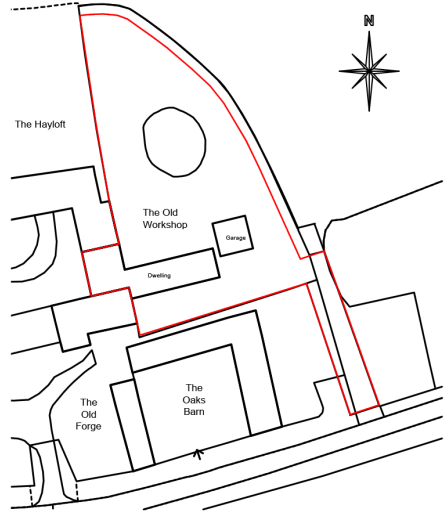 N
The Hayloft
The Old
Workshop
Garage
Dwelling
The
Old
Forge
The
Oaks
Barn